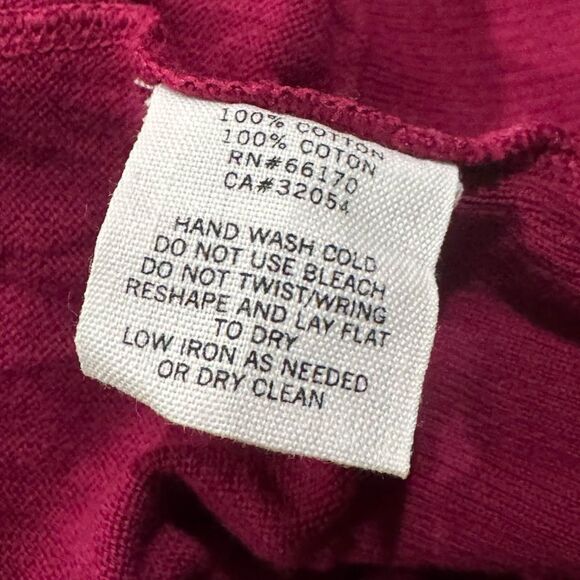 100% COTTON
100% COTON
RN#66170
CA#32054
HAND WASH COLD
DO NOT USE BLEACH
DO NOT TWIST/WRING
RESHAPE AND LAY FLAT
TO DRY
LOW IRON AS NEEDED
OR DRY CLEAN